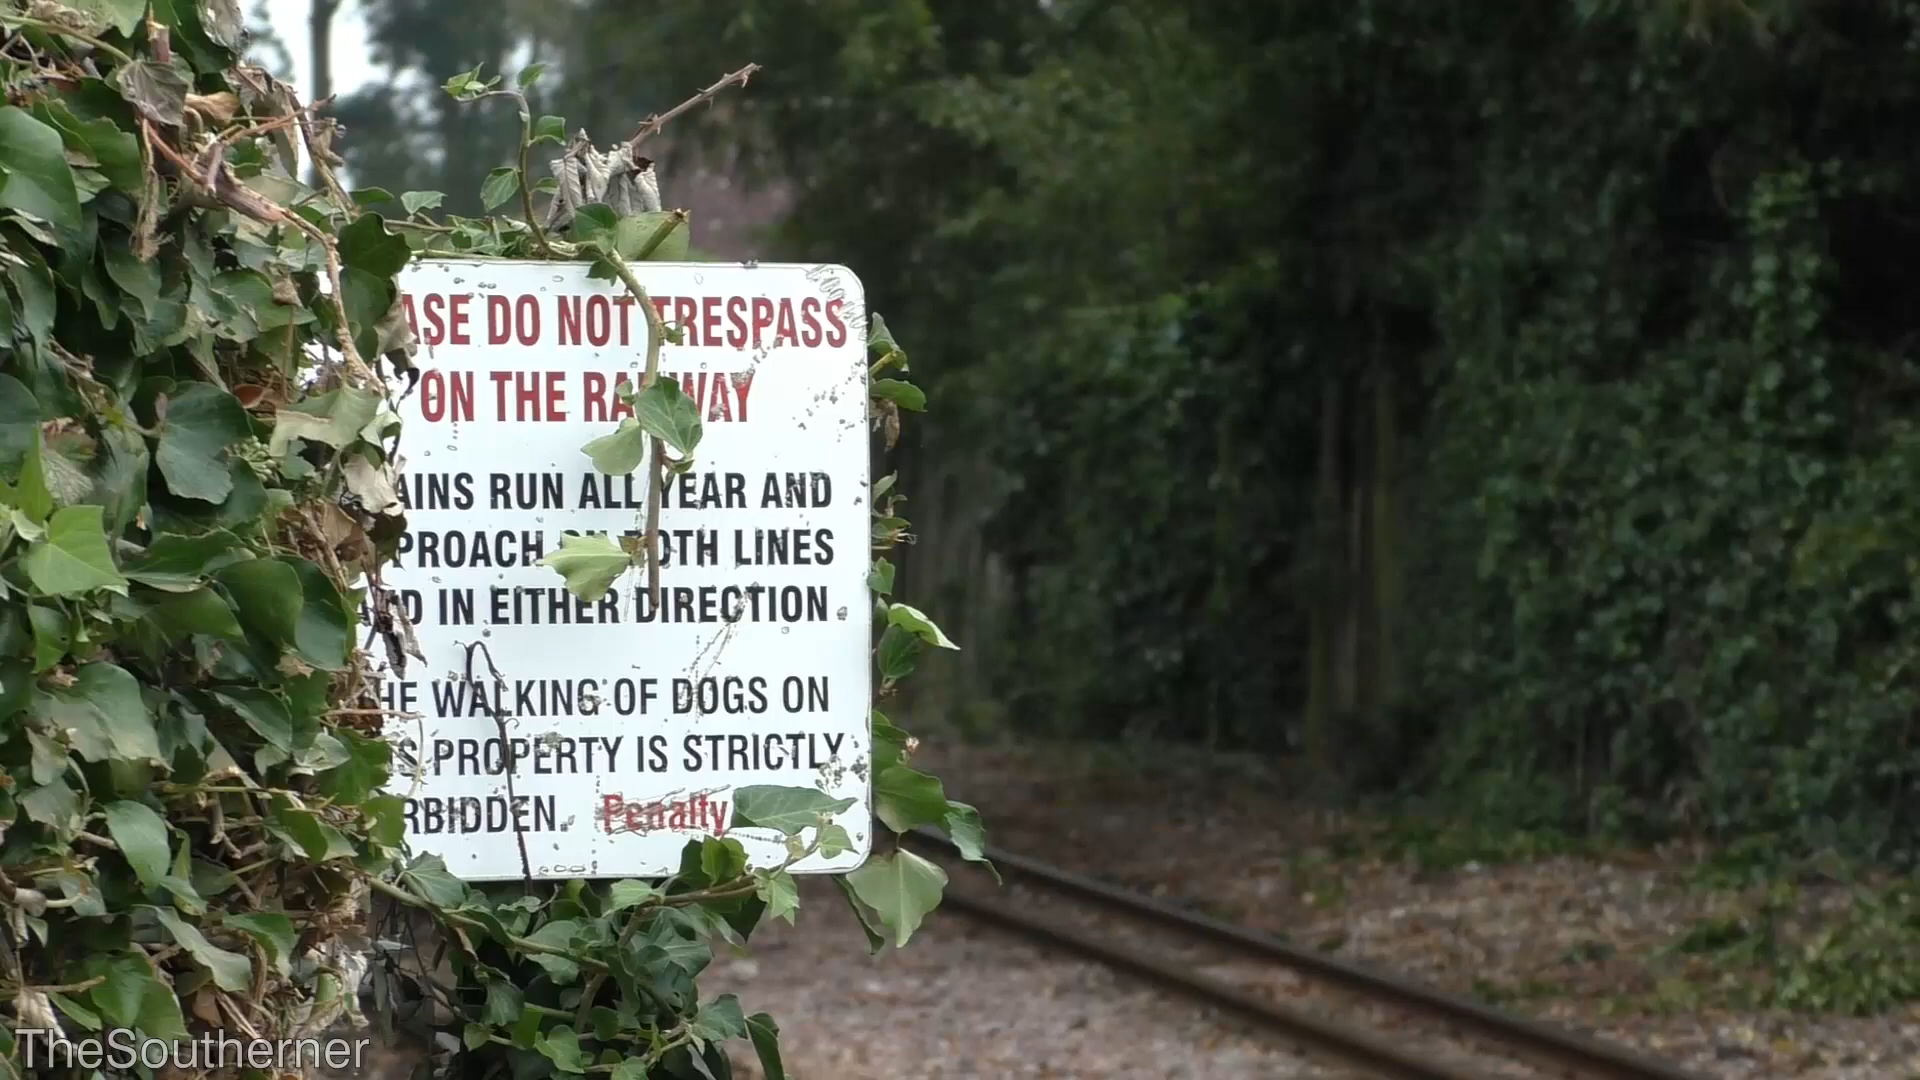 ASE DO NOT TRESPASS
ON THE RAILWAY
AINS RUN ALL YEAR AND
PROACH ON BOTH LINES
AND IN EITHER DIRECTION
HE WALKING OF DOGS ON
S PROPERTY IS STRICTLY
RBIDDEN. Penalty
TheSoutherner